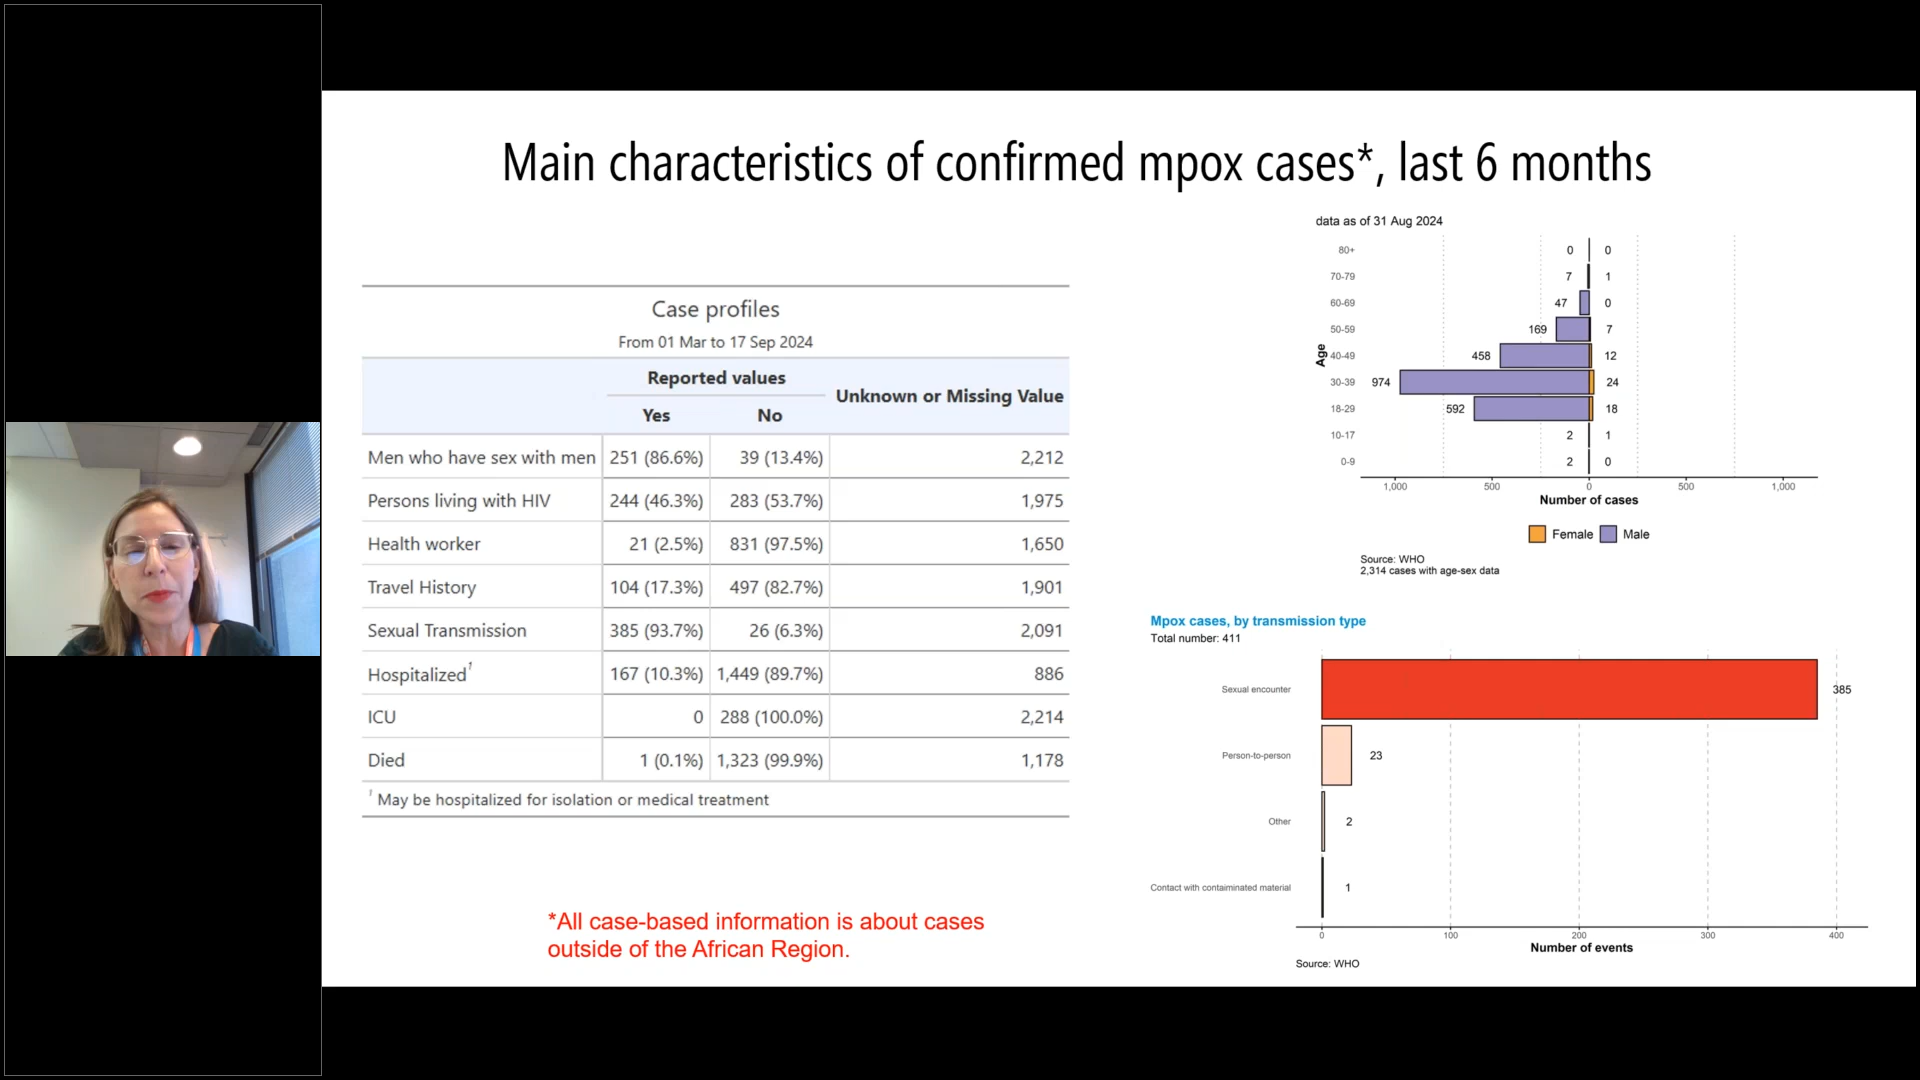 Main characteristics of confirmed mpox cases*, last 6 months
Case profiles
From 01 Mar to 17 Sep 2024
Reported values
Unknown or Missing Value
Yes No
Men who have sex with men 251 (86.6%) 39 (13.4%) 2,212
Persons living with HIV 244 (46.3%) 283 (53.7%) 1,975
Health worker 21 (2.5%) 831 (97.5%) 1,650
Travel History 104 (17.3%) 497 (82.7%) 1,901
Sexual Transmission 385 (93.7%) 26 (6.3%) 2,091
Hospitalized¹ 167 (10.3%) 1,449 (89.7%) 886
ICU 0 288 (100.0%) 2,214
Died 1 (0.1%) 1,323 (99.9%) 1,178
¹ May be hospitalized for isolation or medical treatment
*All case-based information is about cases
outside of the African Region.
data as of 31 Aug 2024
Age
80+ 0 0
70-79 7 1
60-69 47 0
50-59 169 7
40-49 458 12
30-39 974 24
18-29 592 18
10-17 2 1
0-9 2 0
1,000 500 0 500 1,000
Number of cases
Female Male
Source: WHO
2,314 cases with age-sex data
Mpox cases, by transmission type
Total number: 411
Sexual encounter 385
Person-to-person 23
Other 2
Contact with contaiminated material 1
0 100 200 300 400
Number of events
Source: WHO